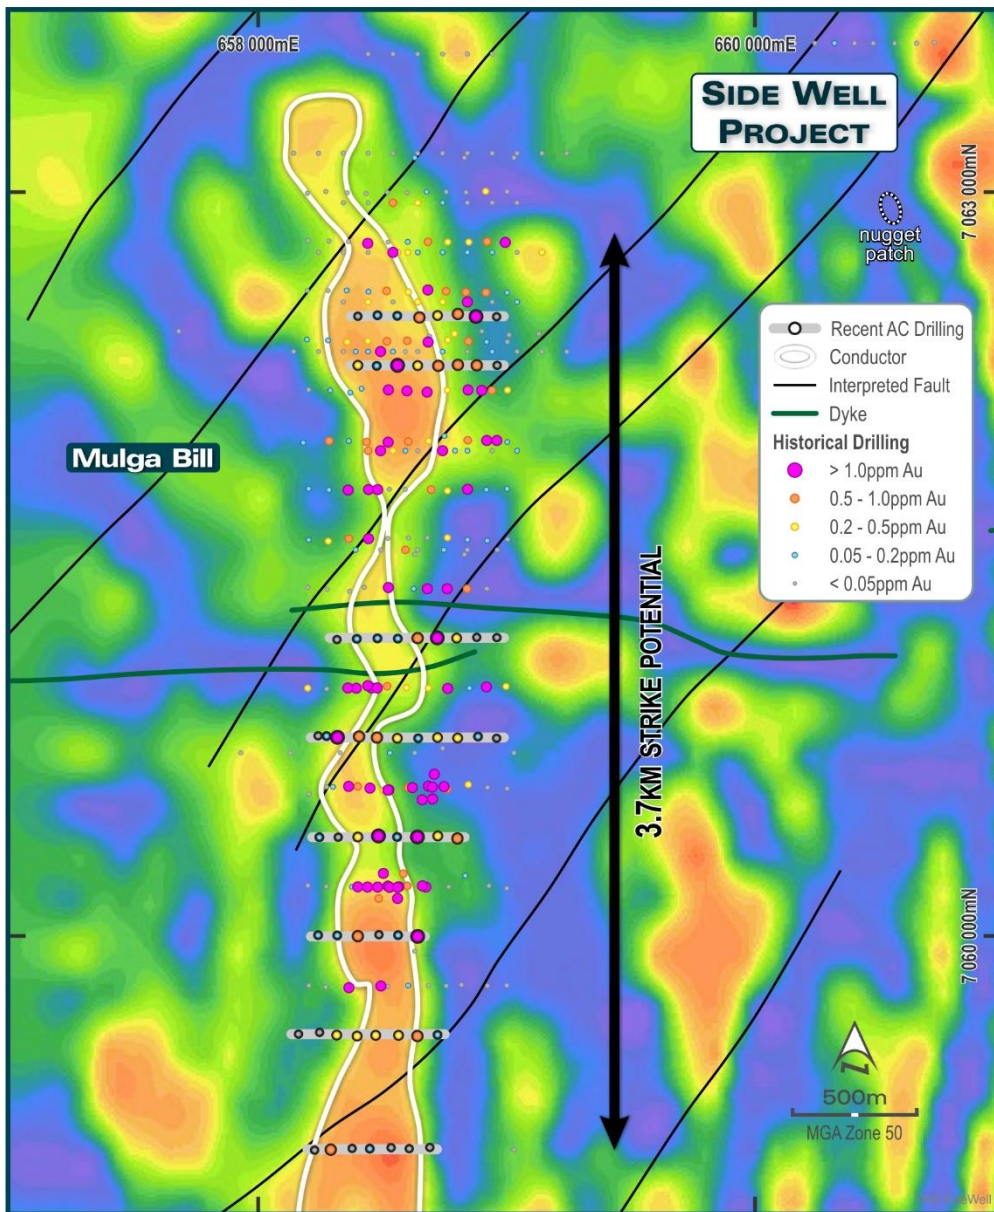 658 000mE
660 000mE
SIDE WELL
PROJECT
7 063 000mN
nugget
patch
Recent AC Drilling
Conductor
Interpreted Fault
Dyke
Historical Drilling
> 1.0ppm Au
0.5 - 1.0ppm Au
0.2 - 0.5ppm Au
0.05 - 0.2ppm Au
< 0.05ppm Au
Mulga Bill
3.7KM STRIKE POTENTIAL
7 060 000mN
N
500m
MGA Zone 50